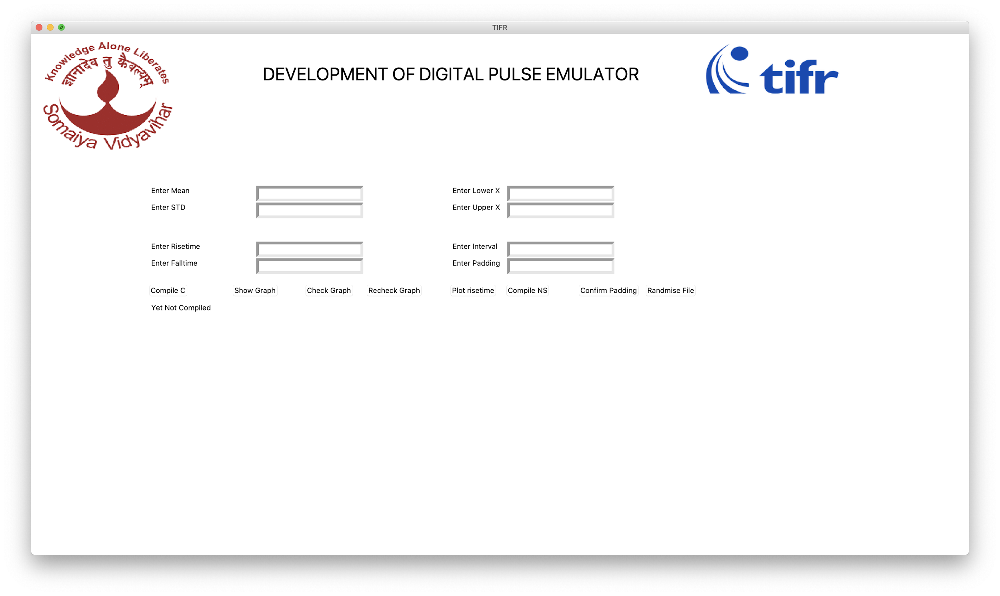 TIFR
Knowledge Alone Liberates
ज्ञानादेव तु कैवल्यम्
Somaiya Vidyavihar
DEVELOPMENT OF DIGITAL PULSE EMULATOR
tifr
Enter Mean
Enter Lower X
Enter STD
Enter Upper X
Enter Risetime
Enter Interval
Enter Falltime
Enter Padding
Compile C Show Graph Check Graph Recheck Graph Plot risetime Compile NS Confirm Padding Randmise File
Yet Not Compiled